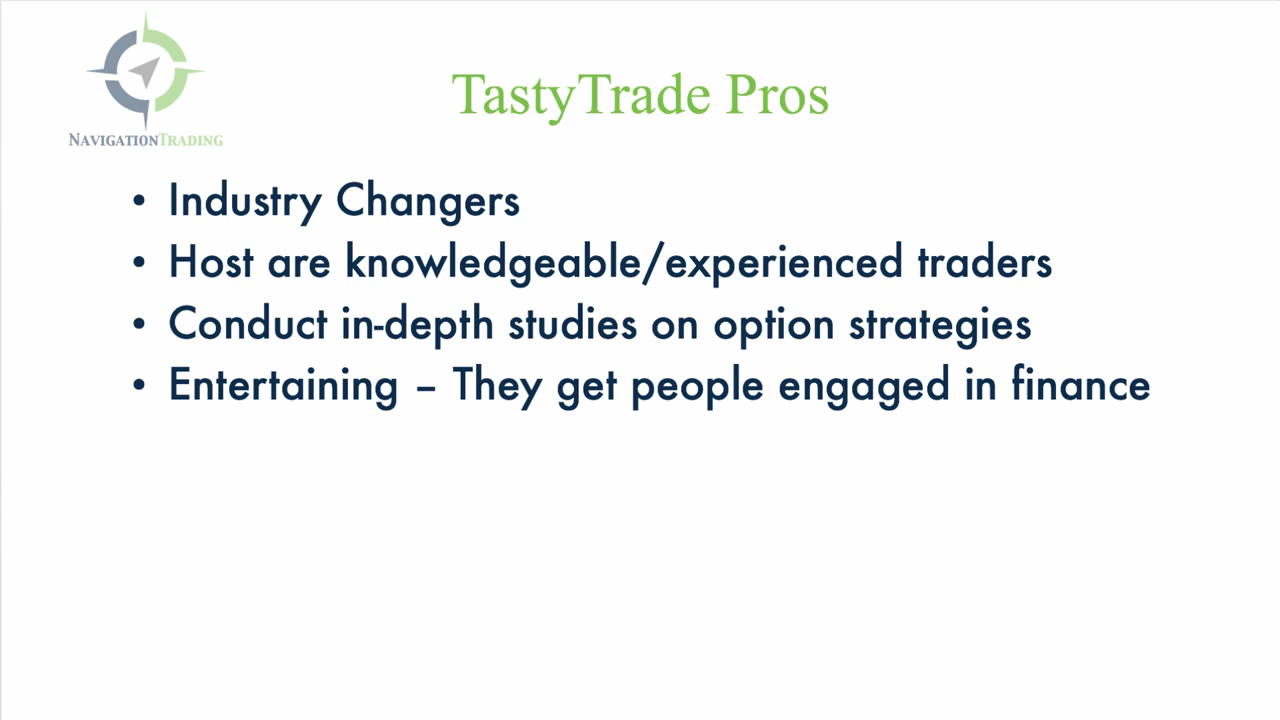 NAVIGATIONTRADING
TastyTrade Pros
• Industry Changers
• Host are knowledgeable/experienced traders
• Conduct in-depth studies on option strategies
• Entertaining – They get people engaged in finance